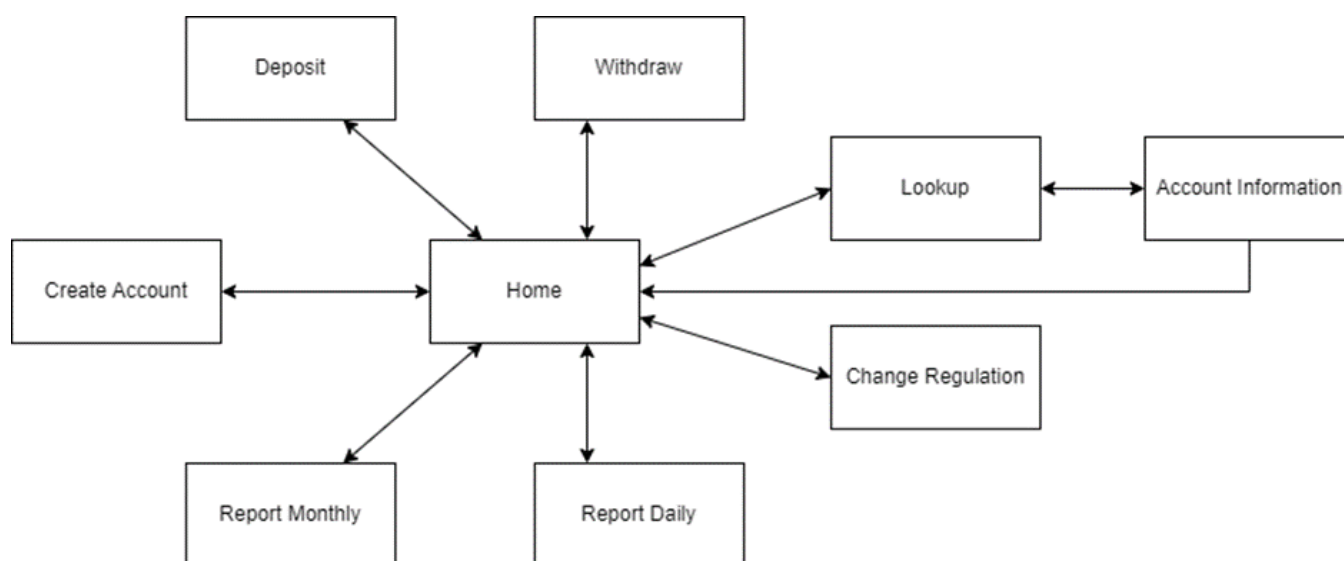 Deposit
Withdraw
Lookup
Account Information
Create Account
Home
Change Regulation
Report Monthly
Report Daily